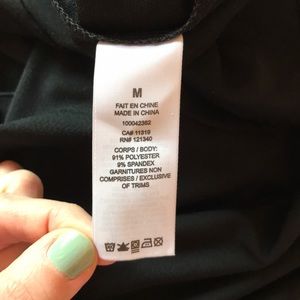 M
FAIT EN CHINE
MADE IN CHINA
100042362
CA# 11319
RN# 121340
CORPS / BODY:
91% POLYESTER
9% SPANDEX
GARNITURES NON
COMPRISES / EXCLUSIVE
OF TRIMS